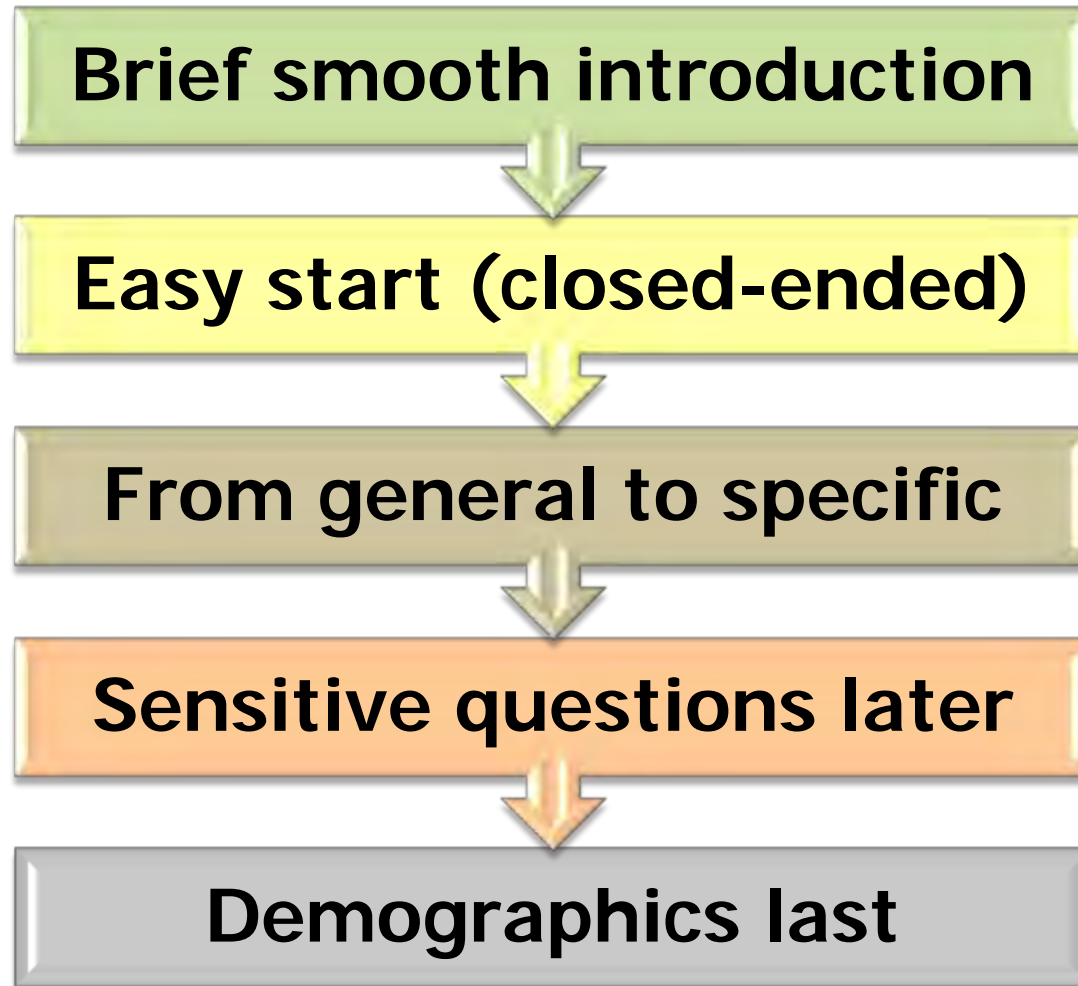 Brief smooth introduction
Easy start (closed-ended)
From general to specific
Sensitive questions later
Demographics last